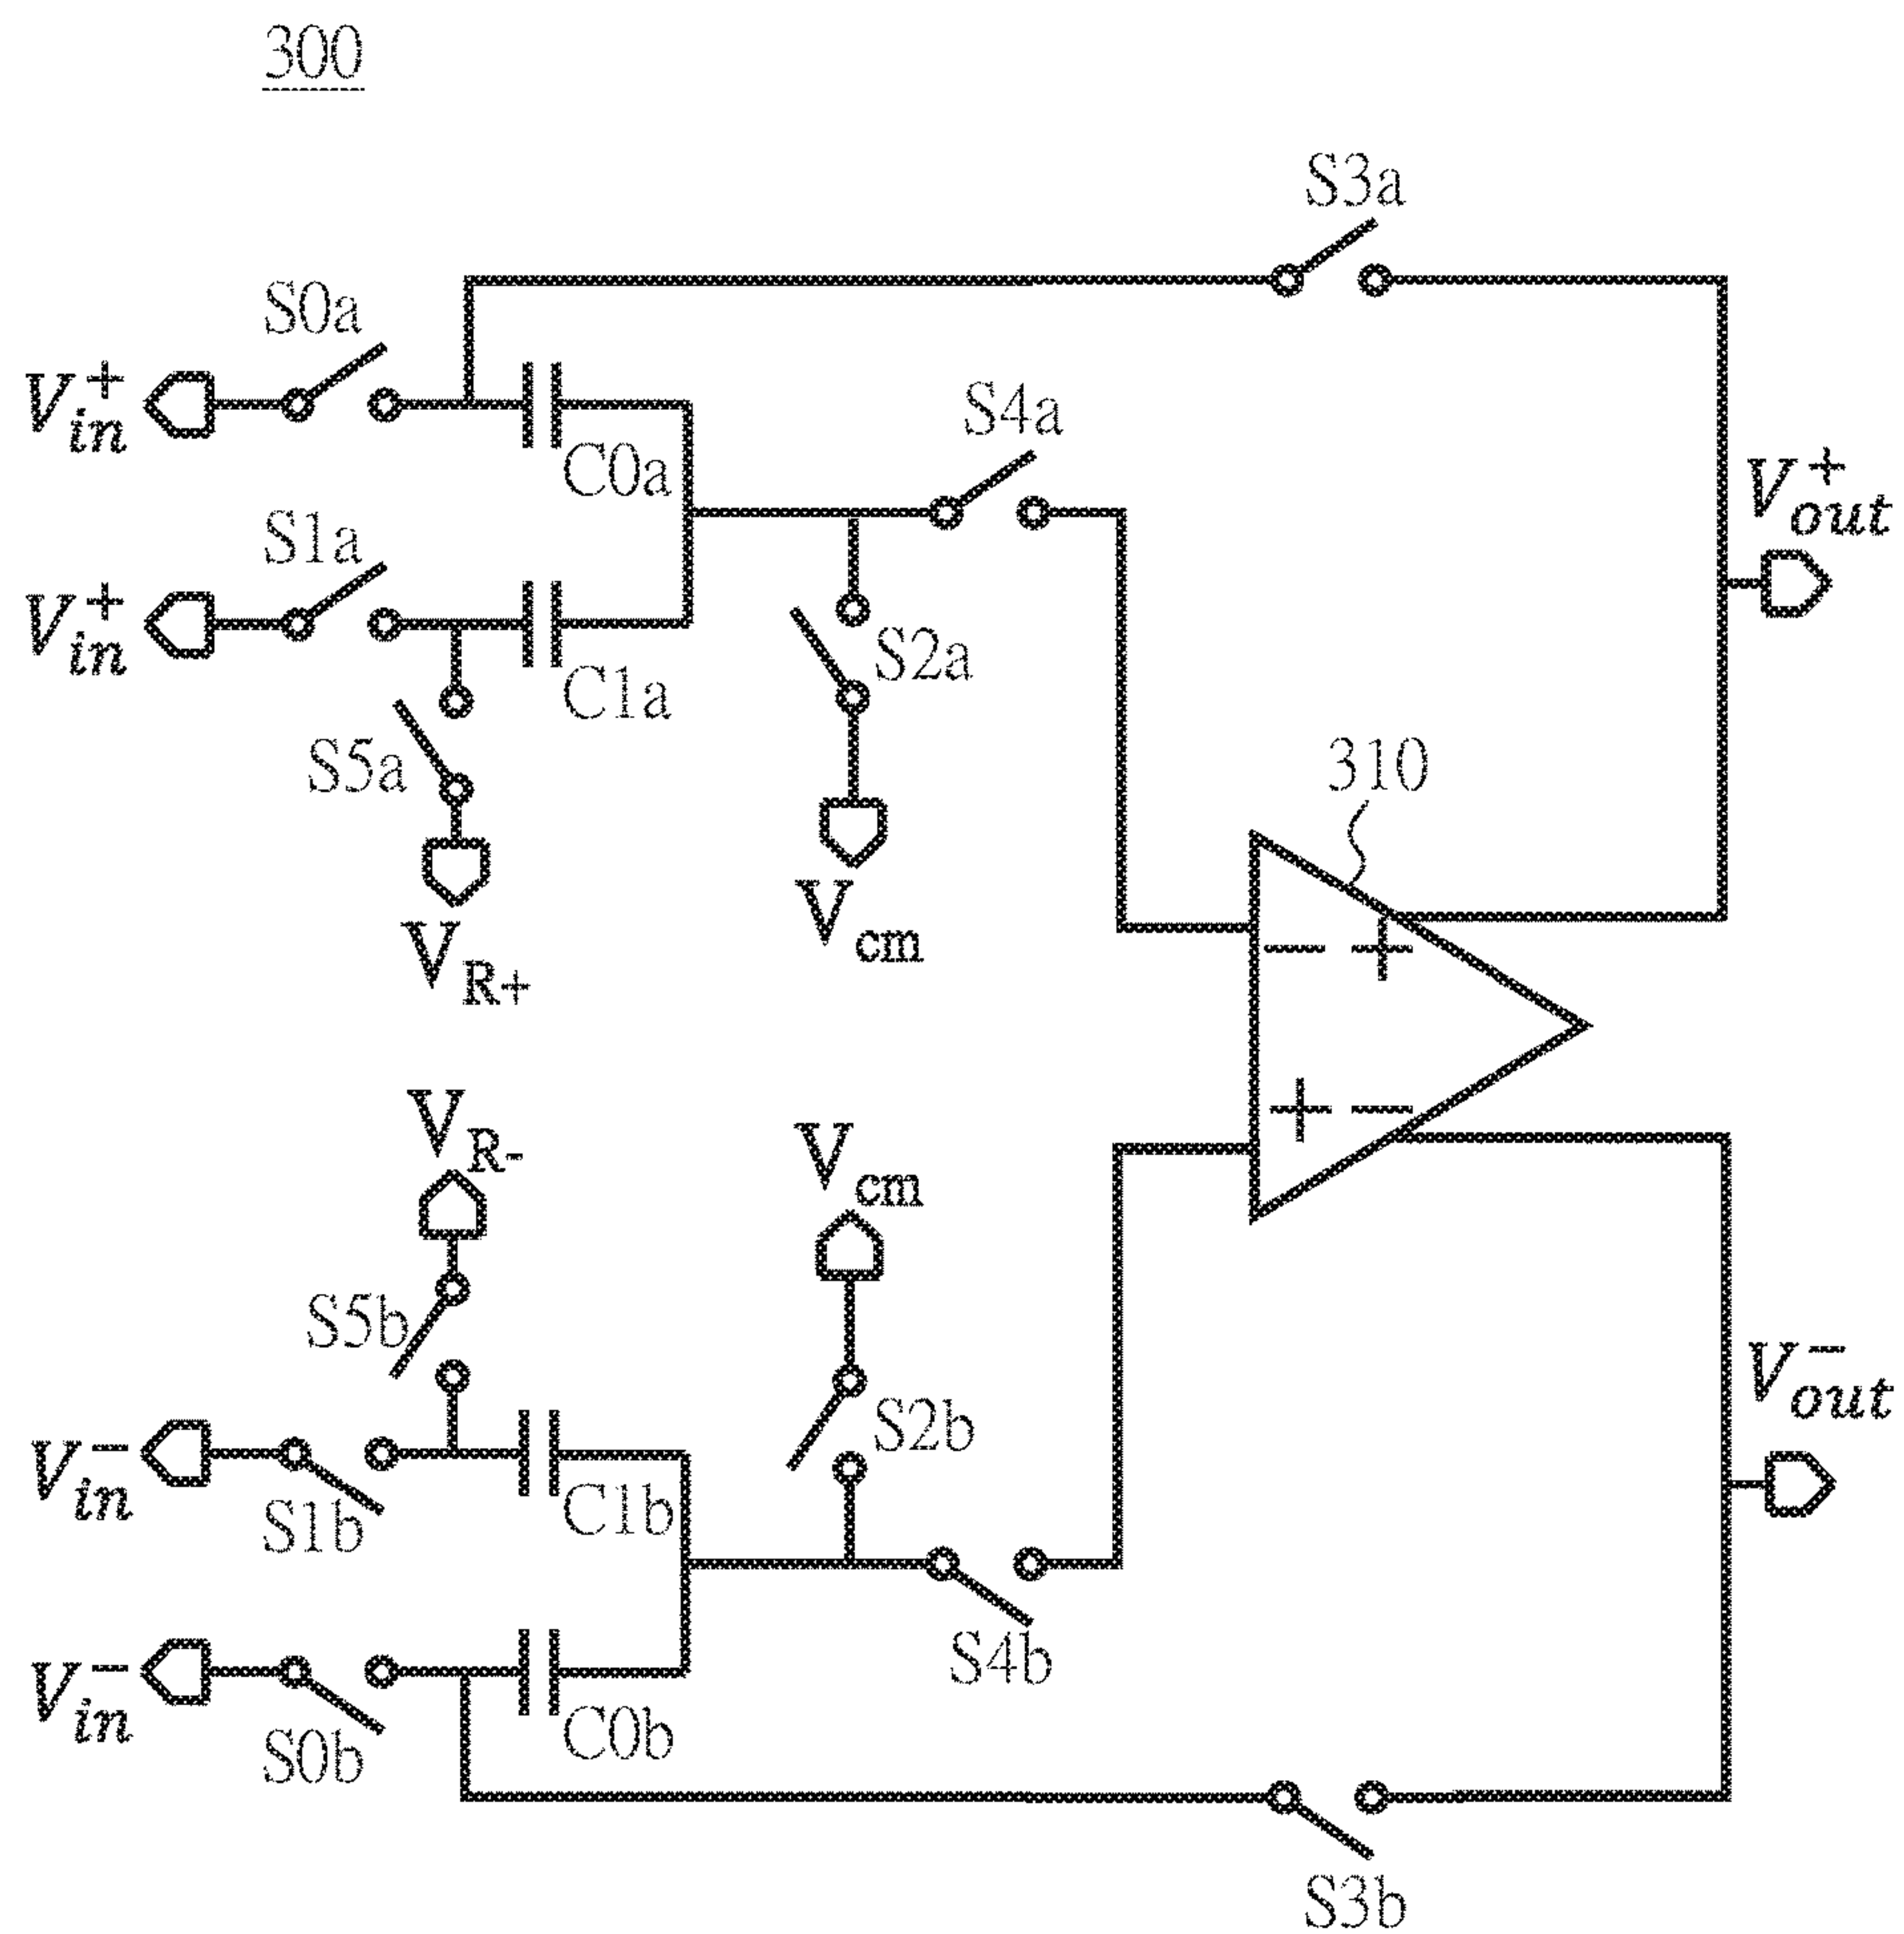 300
S3a
S0a
V+in
C0a
S4a
V+out
S1a
V+in
C1a
S2a
S5a
310
Vcm
VR+
− +
VR-
Vcm
+ −
S5b
S2b
V−out
V−in
S1b
C1b
S4b
V−in
S0b
C0b
S3b